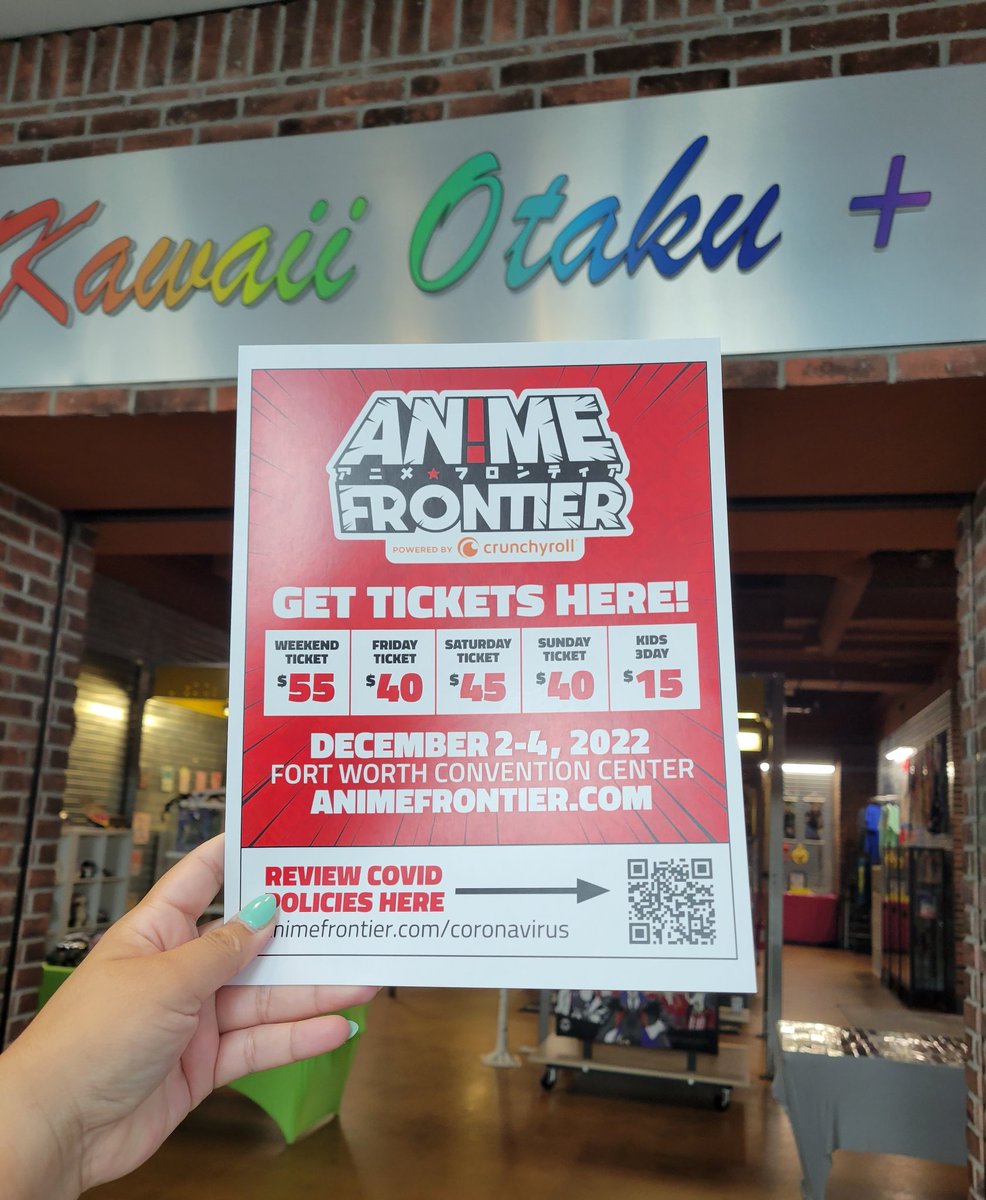 Kawaii Otaku +
AN!ME
アニメ★フロンティア
FRONTIER
POWERED BY crunchyroll
GET TICKETS HERE!
WEEKEND
TICKET
$55
FRIDAY
TICKET
$40
SATURDAY
TICKET
$45
SUNDAY
TICKET
$40
KIDS
3DAY
$15
DECEMBER 2-4, 2022
FORT WORTH CONVENTION CENTER
ANIMEFRONTIER.COM
REVIEW COVID
POLICIES HERE
nimefrontier.com/coronavirus